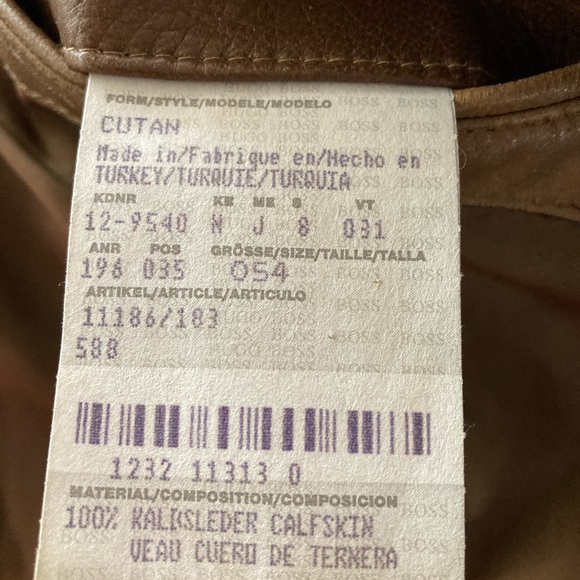 FORM/STYLE/MODELE/MODELO
CUTAN
Made in/Fabrique en/Hecho en
TURKEY/TURQUIE/TURQUIA
KDNR KE ME S VT
12-9540 N J 8 031
ANR POS GRÖSSE/SIZE/TAILLE/TALLA
198 035 054
ARTIKEL/ARTICLE/ARTICULO
11186/183
588
1232 11313 0
MATERIAL/COMPOSITION/COMPOSICION
100% KALBSLEDER CALFSKIN
VEAU CUERO DE TERNERA